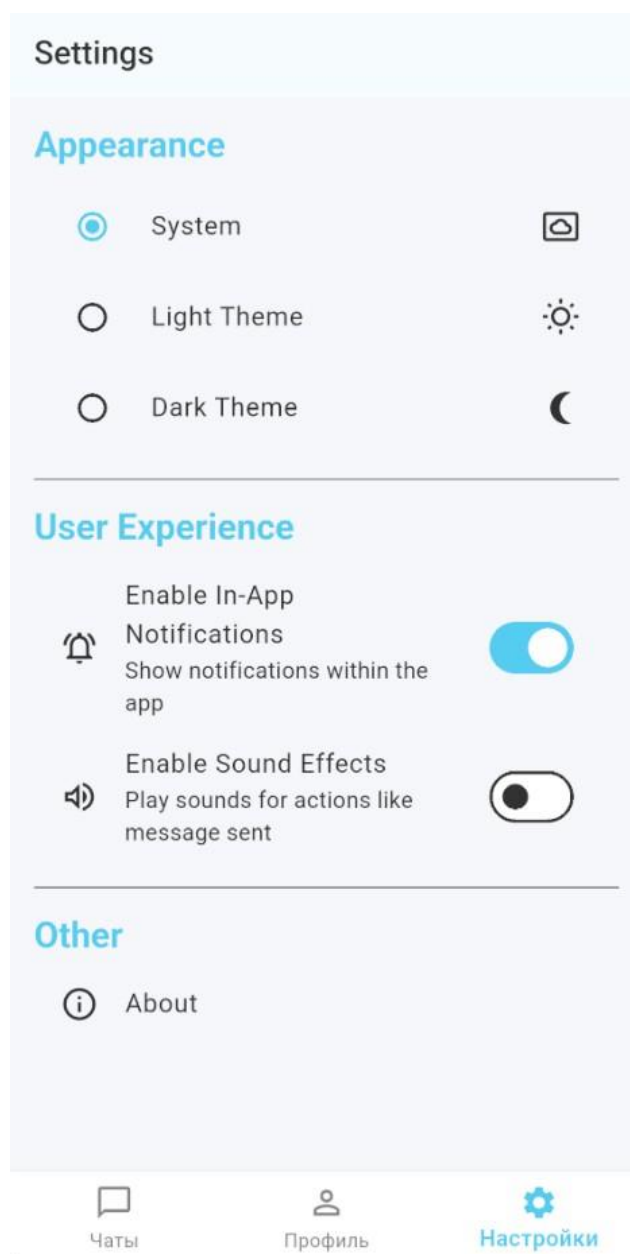 Settings
Appearance
System
Light Theme
Dark Theme
User Experience
Enable In-App
Notifications
Show notifications within the
app
Enable Sound Effects
Play sounds for actions like
message sent
Other
About
Чаты
Профиль
Настройки